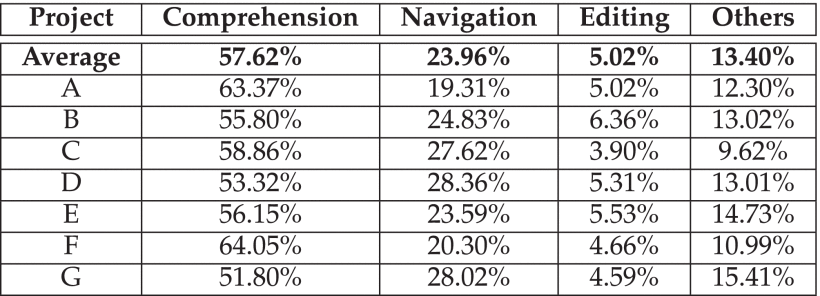 Project Comprehension Navigation Editing Others
Average 57.62% 23.96% 5.02% 13.40%
A 63.37% 19.31% 5.02% 12.30%
B 55.80% 24.83% 6.36% 13.02%
C 58.86% 27.62% 3.90% 9.62%
D 53.32% 28.36% 5.31% 13.01%
E 56.15% 23.59% 5.53% 14.73%
F 64.05% 20.30% 4.66% 10.99%
G 51.80% 28.02% 4.59% 15.41%